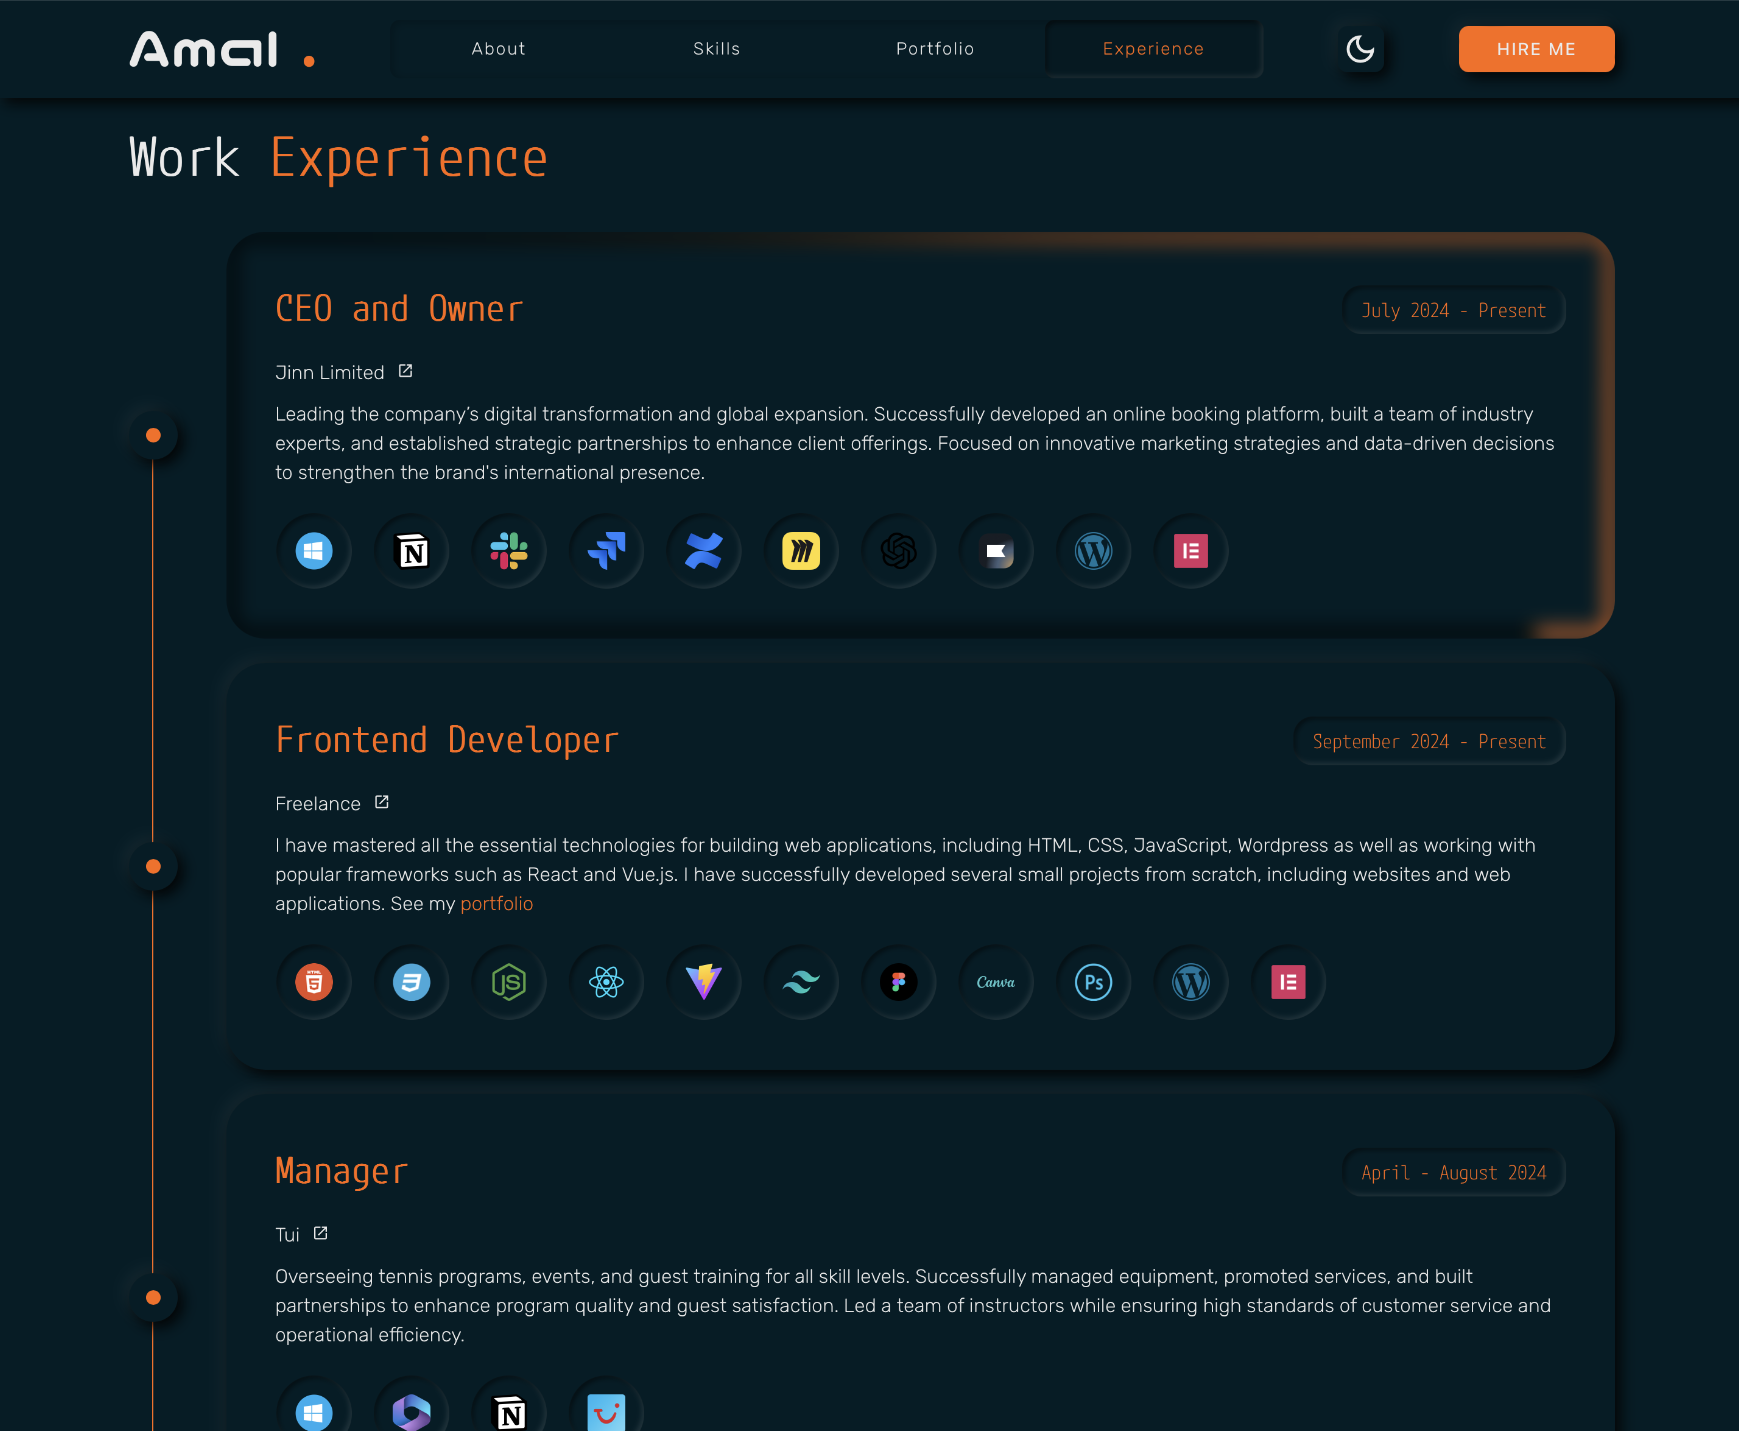 Amal .
About
Skills
Portfolio
Experience
HIRE ME
Work Experience
CEO and Owner
July 2024 - Present
Jinn Limited
Leading the company’s digital transformation and global expansion. Successfully developed an online booking platform, built a team of industry
experts, and established strategic partnerships to enhance client offerings. Focused on innovative marketing strategies and data-driven decisions
to strengthen the brand's international presence.
N
Frontend Developer
September 2024 - Present
Freelance
I have mastered all the essential technologies for building web applications, including HTML, CSS, JavaScript, Wordpress as well as working with
popular frameworks such as React and Vue.js. I have successfully developed several small projects from scratch, including websites and web
applications. See my portfolio
HTML
5
JS
Canva
Ps
Manager
April - August 2024
Tui
Overseeing tennis programs, events, and guest training for all skill levels. Successfully managed equipment, promoted services, and built
partnerships to enhance program quality and guest satisfaction. Led a team of instructors while ensuring high standards of customer service and
operational efficiency.
N